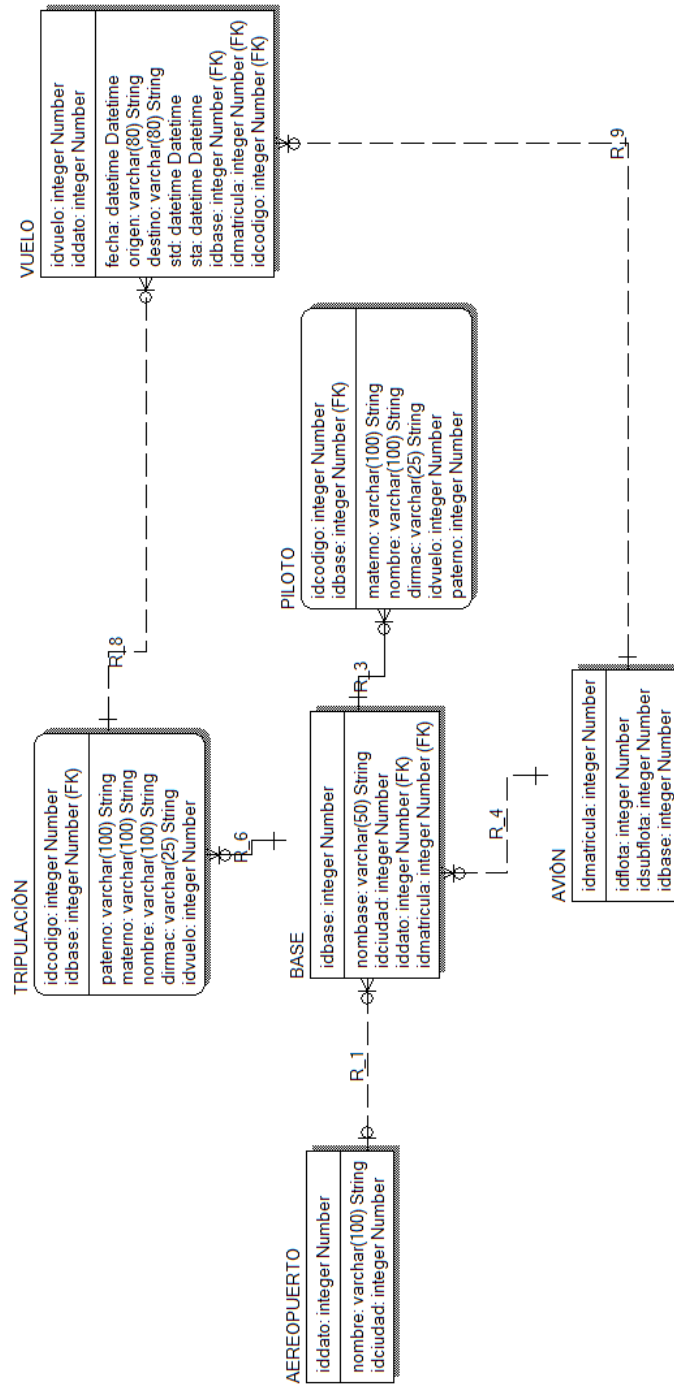 AEREOPUERTO
iddato: integer Number
nombre: varchar(100) String
idciudad: integer Number
R_1
TRIPULACIÒN
idcodigo: integer Number
idbase: integer Number (FK)
paterno: varchar(100) String
materno: varchar(100) String
nombre: varchar(100) String
dirmac: varchar(25) String
idvuelo: integer Number
R_6
BASE
idbase: integer Number
nombase: varchar(50) String
idciudad: integer Number
iddato: integer Number (FK)
idmatricula: integer Number (FK)
R_4
AVIÒN
idmatricula: integer Number
idflota: integer Number
idsubflota: integer Number
idbase: integer Number
R_8
R_3
PILOTO
idcodigo: integer Number
idbase: integer Number (FK)
materno: varchar(100) String
nombre: varchar(100) String
dirmac: varchar(25) String
idvuelo: integer Number
paterno: integer Number
VUELO
idvuelo: integer Number
iddato: integer Number
fecha: datetime Datetime
origen: varchar(80) String
destino: varchar(80) String
std: datetime Datetime
sta: datetime Datetime
idbase: integer Number (FK)
idmatricula: integer Number (FK)
idcodigo: integer Number (FK)
R_9